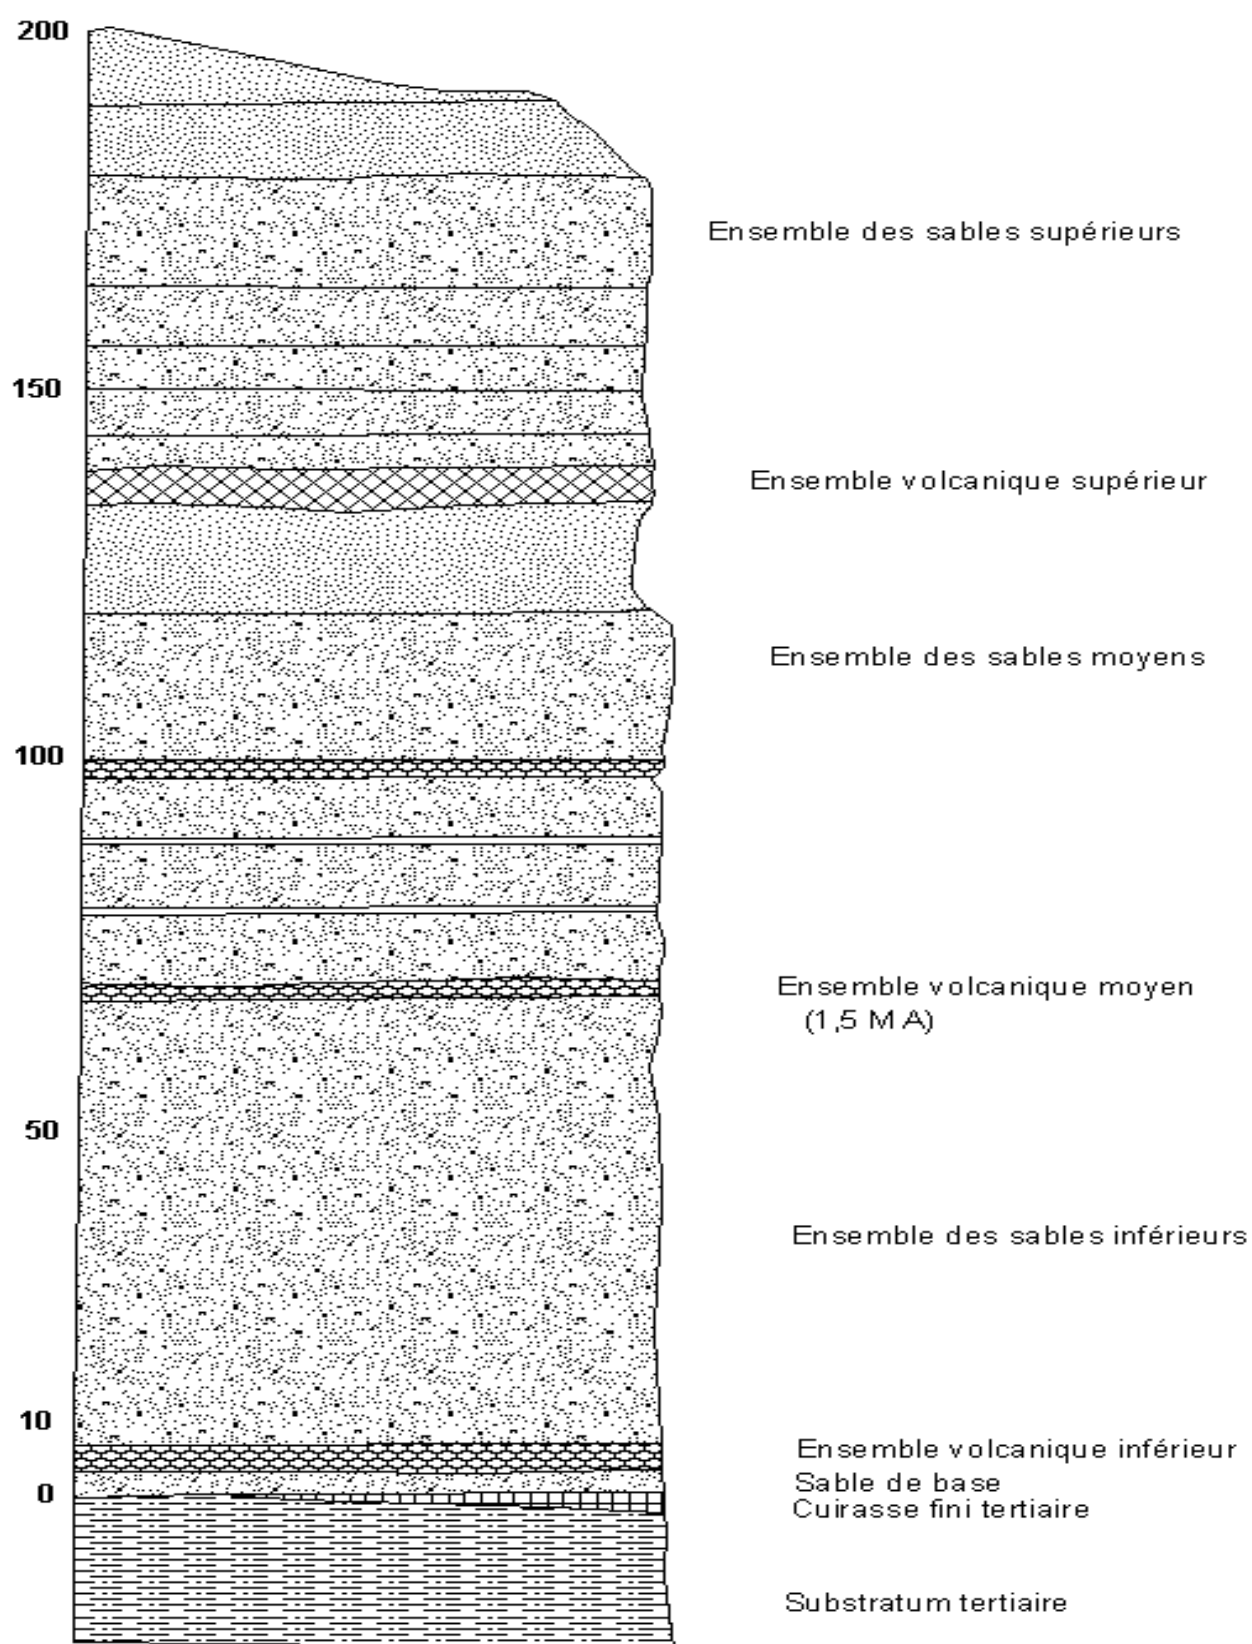 200
Ensemble des sables supérieurs
150
Ensemble volcanique supérieur
Ensemble des sables moyens
100
Ensemble volcanique moyen
(1,5 MA)
50
Ensemble des sables inférieurs
10
Ensemble volcanique inférieur
Sable de base
0
Cuirasse fini tertiaire
Substratum tertiaire